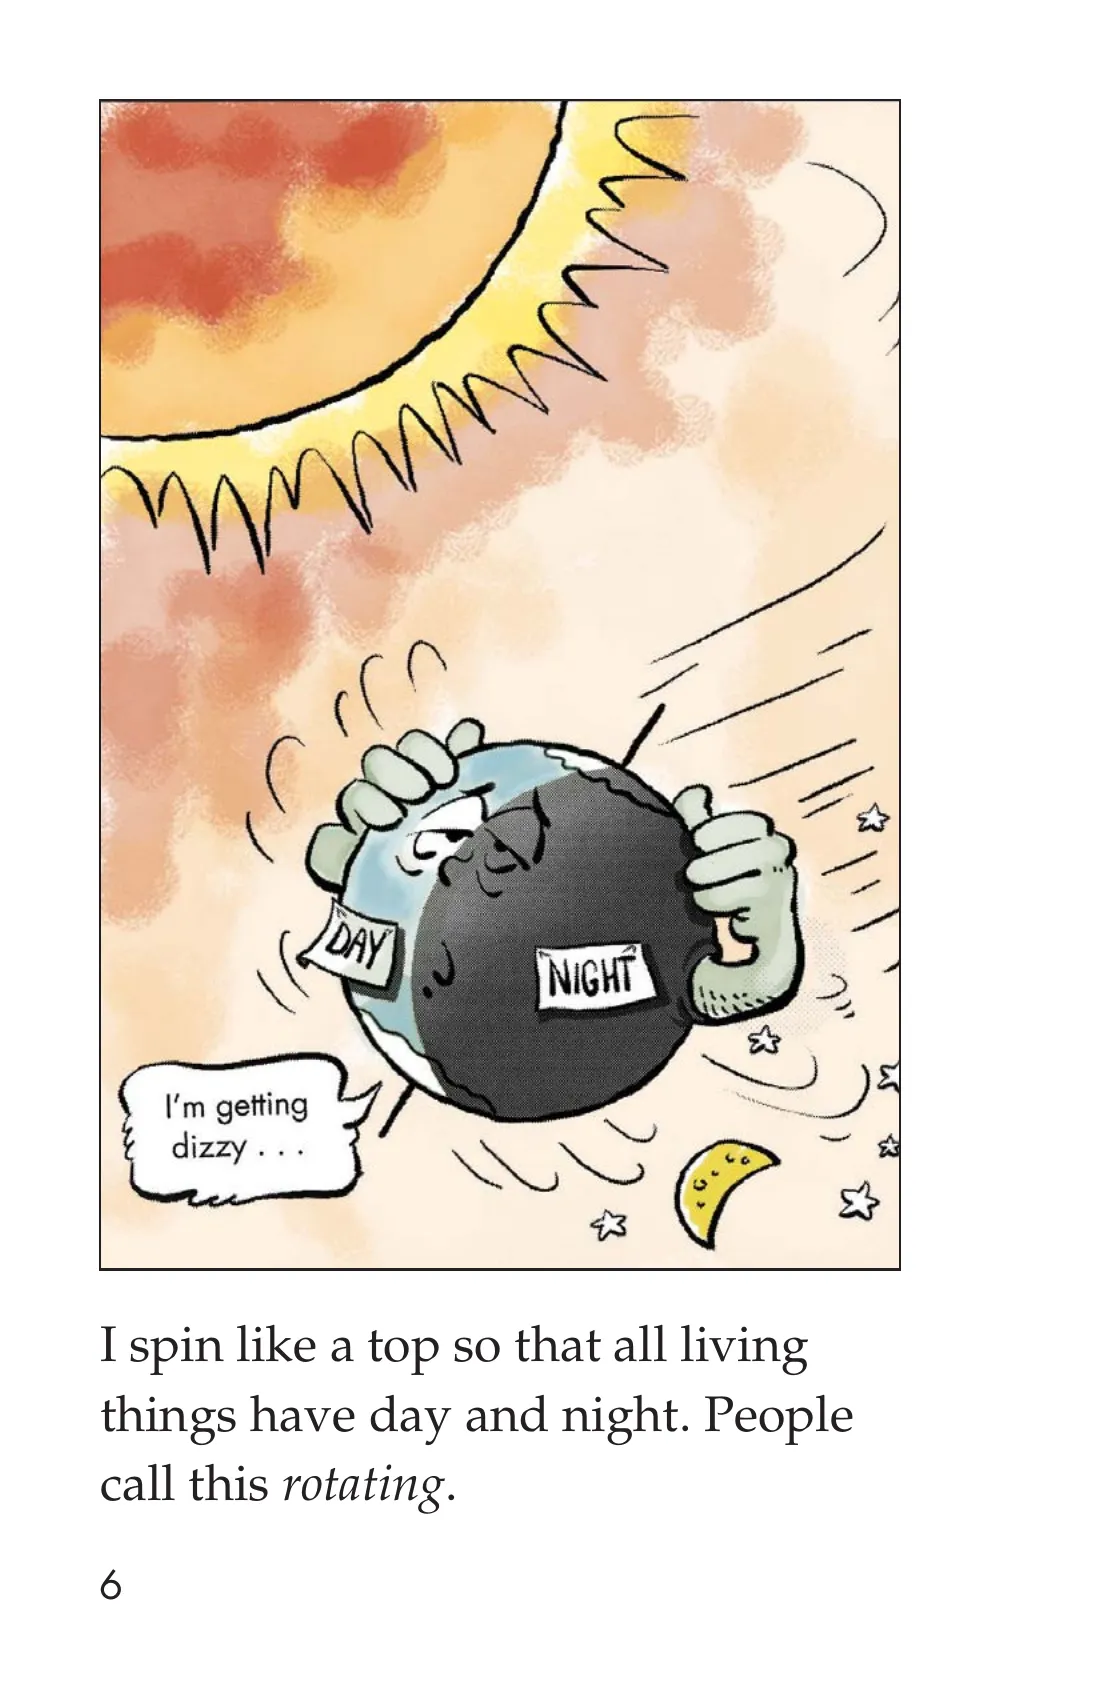 DAY
NIGHT
I'm getting
dizzy . . .
I spin like a top so that all living
things have day and night. People
call this rotating.
6